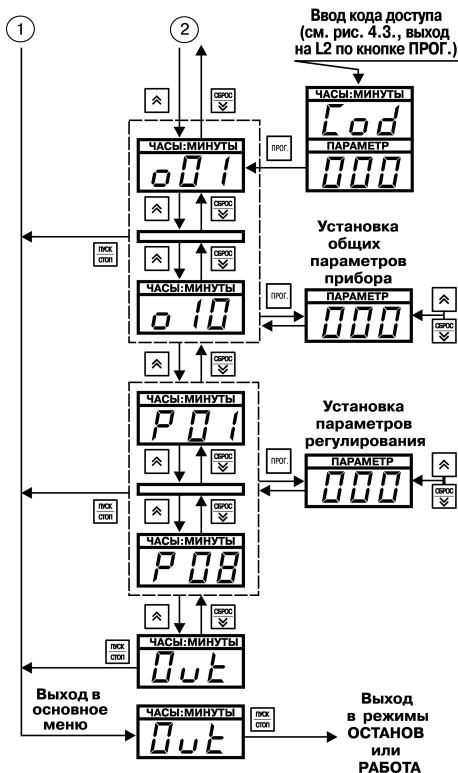 1
2
Ввод кода доступа
(см. рис. 4.3., выход
на L2 по кнопке ПРОГ.)
СБРОС
ЧАСЫ:МИНУТЫ
Cod
ПАРАМЕТР
000
ЧАСЫ:МИНУТЫ
o01
ПРОГ.
СБРОС
ПУСК
СТОП
СБРОС
ЧАСЫ:МИНУТЫ
o 10
Установка
общих
параметров
прибора
ПРОГ.
ПАРАМЕТР
000
СБРОС
СБРОС
ЧАСЫ:МИНУТЫ
P01
СБРОС
ПУСК
СТОП
СБРОС
ЧАСЫ:МИНУТЫ
P 08
Установка
параметров
регулирования
ПРОГ.
ПАРАМЕТР
000
СБРОС
СБРОС
ПУСК
СТОП
ЧАСЫ:МИНУТЫ
Out
Выход в
основное
меню
ЧАСЫ:МИНУТЫ
Out
ПУСК
СТОП
Выход
в режимы
ОСТАНОВ
или
РАБОТА